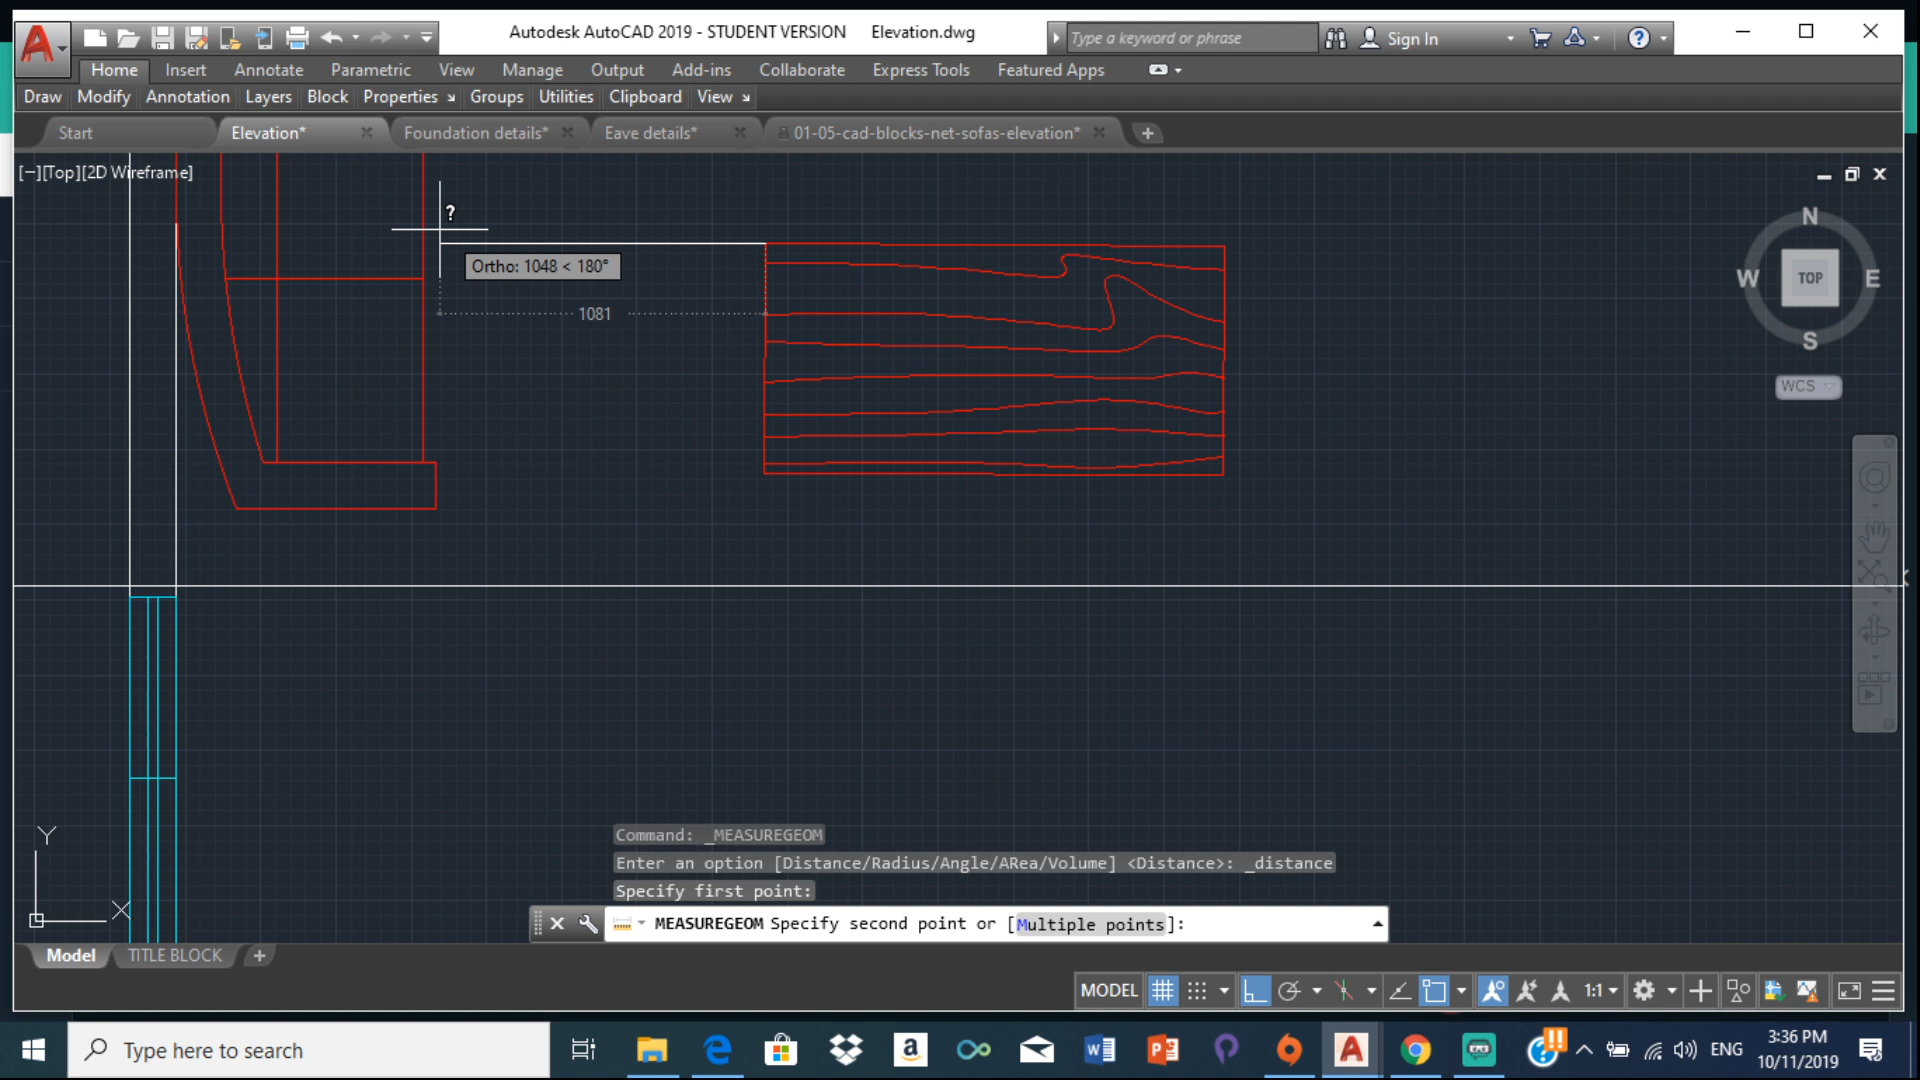 Autodesk AutoCAD 2019 - STUDENT VERSION Elevation.dwg
Type a keyword or phrase
Sign In
Home Insert Annotate Parametric View Manage Output Add-ins Collaborate Express Tools Featured Apps
Draw Modify Annotation Layers Block Properties Groups Utilities Clipboard View
Start Elevation* Foundation details* Eave details* 01-05-cad-blocks-net-sofas-elevation*
[−][Top][2D Wireframe]
?
N
W TOP E
S
WCS
Ortho: 1048 < 180°
1081
Y
X
Command: _MEASUREGEOM
Enter an option [Distance/Radius/Angle/ARea/Volume] <Distance>: _distance
Specify first point:
MEASUREGEOM Specify second point or [Multiple points]:
Model TITLE BLOCK
MODEL 1:1
Type here to search
ENG
3:36 PM
10/11/2019